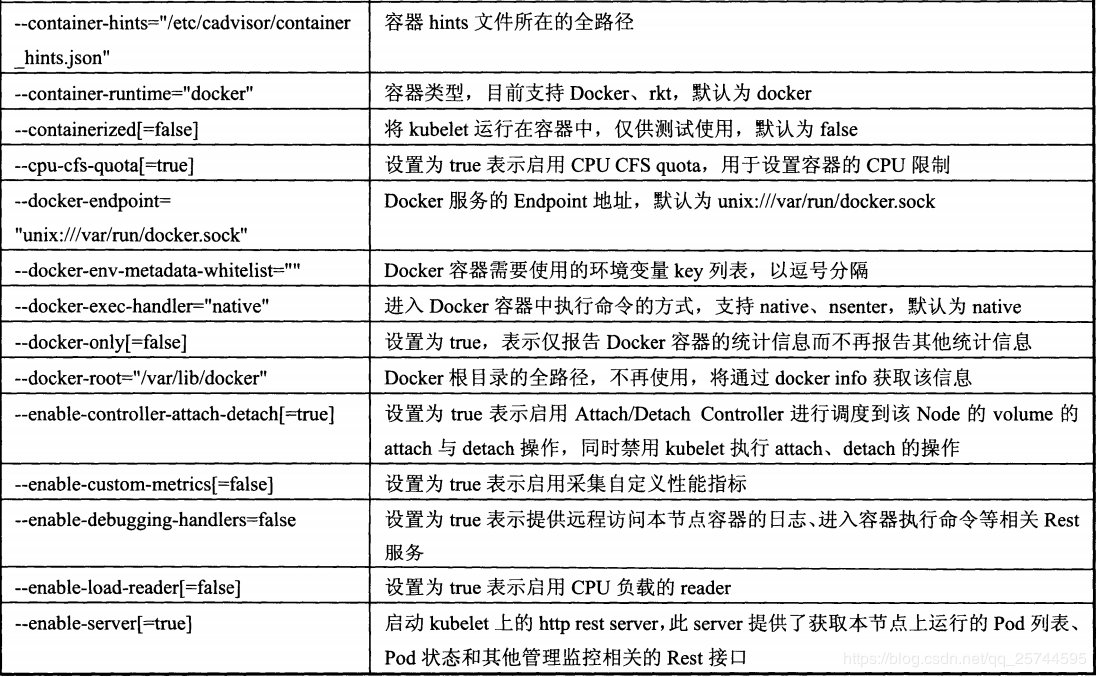 --container-hints="/etc/cadvisor/container
_hints.json"
容器 hints 文件所在的全路径
--container-runtime="docker"
容器类型，目前支持 Docker、rkt，默认为 docker
--containerized[=false]
将 kubelet 运行在容器中，仅供测试使用，默认为 false
--cpu-cfs-quota[=true]
设置为 true 表示启用 CPU CFS quota，用于设置容器的 CPU 限制
--docker-endpoint=
"unix:///var/run/docker.sock"
Docker 服务的 Endpoint 地址，默认为 unix:///var/run/docker.sock
--docker-env-metadata-whitelist=""
Docker 容器需要使用的环境变量 key 列表，以逗号分隔
--docker-exec-handler="native"
进入 Docker 容器中执行命令的方式，支持 native、nsenter，默认为 native
--docker-only[=false]
设置为 true，表示仅报告 Docker 容器的统计信息而不再报告其他统计信息
--docker-root="/var/lib/docker"
Docker 根目录的全路径，不再使用，将通过 docker info 获取该信息
--enable-controller-attach-detach[=true]
设置为 true 表示启用 Attach/Detach Controller 进行调度到该 Node 的 volume 的
attach 与 detach 操作，同时禁用 kubelet 执行 attach、detach 的操作
--enable-custom-metrics[=false]
设置为 true 表示启用采集自定义性能指标
--enable-debugging-handlers=false
设置为 true 表示提供远程访问本节点容器的日志、进入容器执行命令等相关 Rest
服务
--enable-load-reader[=false]
设置为 true 表示启用 CPU 负载的 reader
--enable-server[=true]
启动 kubelet 上的 http rest server，此 server 提供了获取本节点上运行的 Pod 列表、
Pod 状态和其他管理监控相关的 Rest 接口
https://blog.csdn.net/qq_25744595